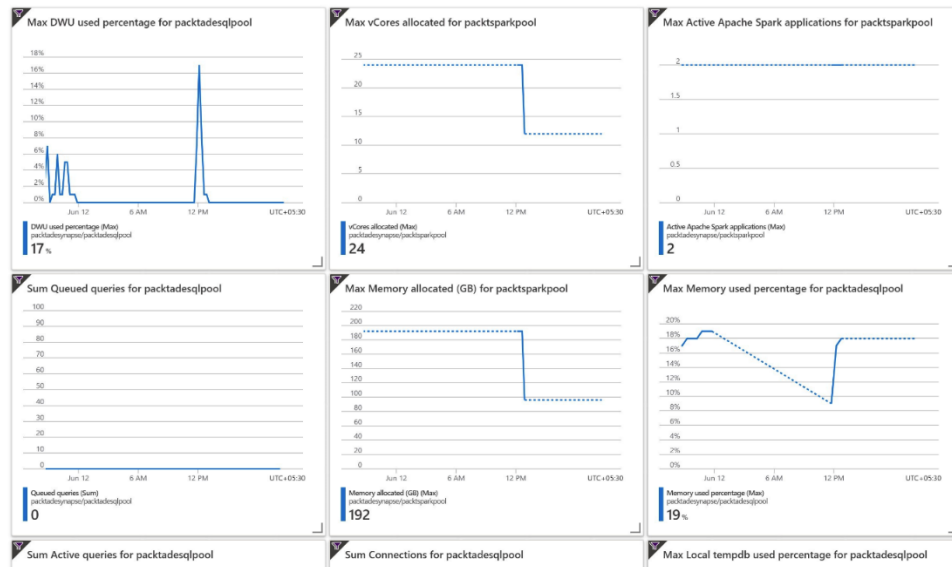 Max DWU used percentage for packtadesqlpool
18%
16%
14%
12%
10%
8%
6%
4%
2%
0%
Jun 12
6 AM
12 PM
UTC+05:30
DWU used percentage (Max)
packtadesynapse/packtadesqlpool
17 %
Max vCores allocated for packtsparkpool
25
20
15
10
5
0
Jun 12
6 AM
12 PM
UTC+05:30
vCores allocated (Max)
packtadesynapse/packtsparkpool
24
Max Active Apache Spark applications for packtsparkpool
2
1.5
1
0.5
0
Jun 12
6 AM
12 PM
UTC+05:30
Active Apache Spark applications (Max)
packtadesynapse/packtsparkpool
2
Sum Queued queries for packtadesqlpool
100
90
80
70
60
50
40
30
20
10
0
Jun 12
6 AM
12 PM
UTC+05:30
Queued queries (Sum)
packtadesynapse/packtadesqlpool
0
Max Memory allocated (GB) for packtsparkpool
220
200
180
160
140
120
100
80
60
40
20
0
Jun 12
6 AM
12 PM
UTC+05:30
Memory allocated (GB) (Max)
packtadesynapse/packtsparkpool
192
Max Memory used percentage for packtadesqlpool
20%
18%
16%
14%
12%
10%
8%
6%
4%
2%
0%
Jun 12
6 AM
12 PM
UTC+05:30
Memory used percentage (Max)
packtadesynapse/packtadesqlpool
19 %
Sum Active queries for packtadesqlpool
Sum Connections for packtadesqlpool
Max Local tempdb used percentage for packtadesqlpool